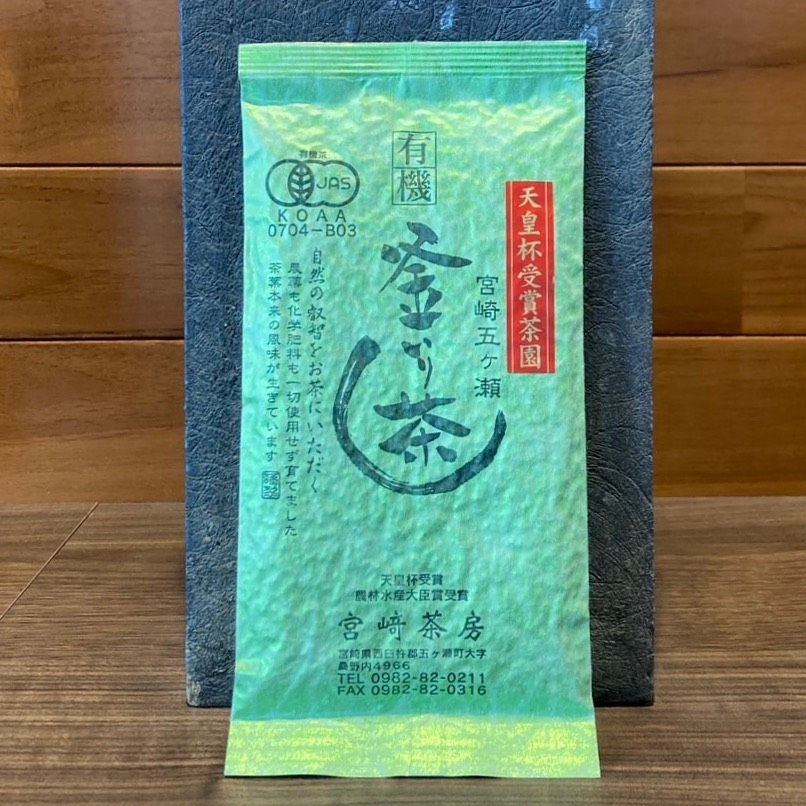 有機
天皇杯受賞茶園
宮崎五ヶ瀬
釜いり茶
有機茶
JAS
KOAA
0704-B03
自然の叡智をお茶にいただく
農薬も化学肥料も一切使用せず育てました
茶葉本来の風味が生きています
天皇杯受賞
農林水産大臣賞受賞
宮﨑茶房
宮崎県西臼杵郡五ヶ瀬町大字
桑野内4966
TEL 0982-82-0211
FAX 0982-82-0316